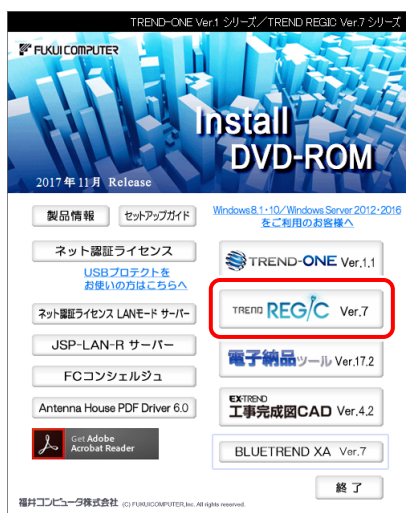 TREND-ONE Ver.1 シリーズ／TREND REGIC Ver.7 シリーズ
FUKUI COMPUTER
Install
DVD-ROM
2017年11月 Release
製品情報
セットアップガイド
Windows8.1・10／Windows Server 2012・2016
をご利用のお客様へ
ネット認証ライセンス
USBプロテクトを
お使いの方はこちらへ
ネット認証ライセンス LANモード サーバー
JSP-LAN-R サーバー
FCコンシェルジュ
Antenna House PDF Driver 6.0
Get Adobe
Acrobat Reader
TREND-ONE Ver.1.1
TREND REGIC Ver.7
電子納品ツール Ver.17.2
EX-TREND
工事完成図CAD Ver.4.2
BLUETREND XA Ver.7
終了
福井コンピュータ株式会社 (C) FUKUICOMPUTER,Inc. All rights reserved.